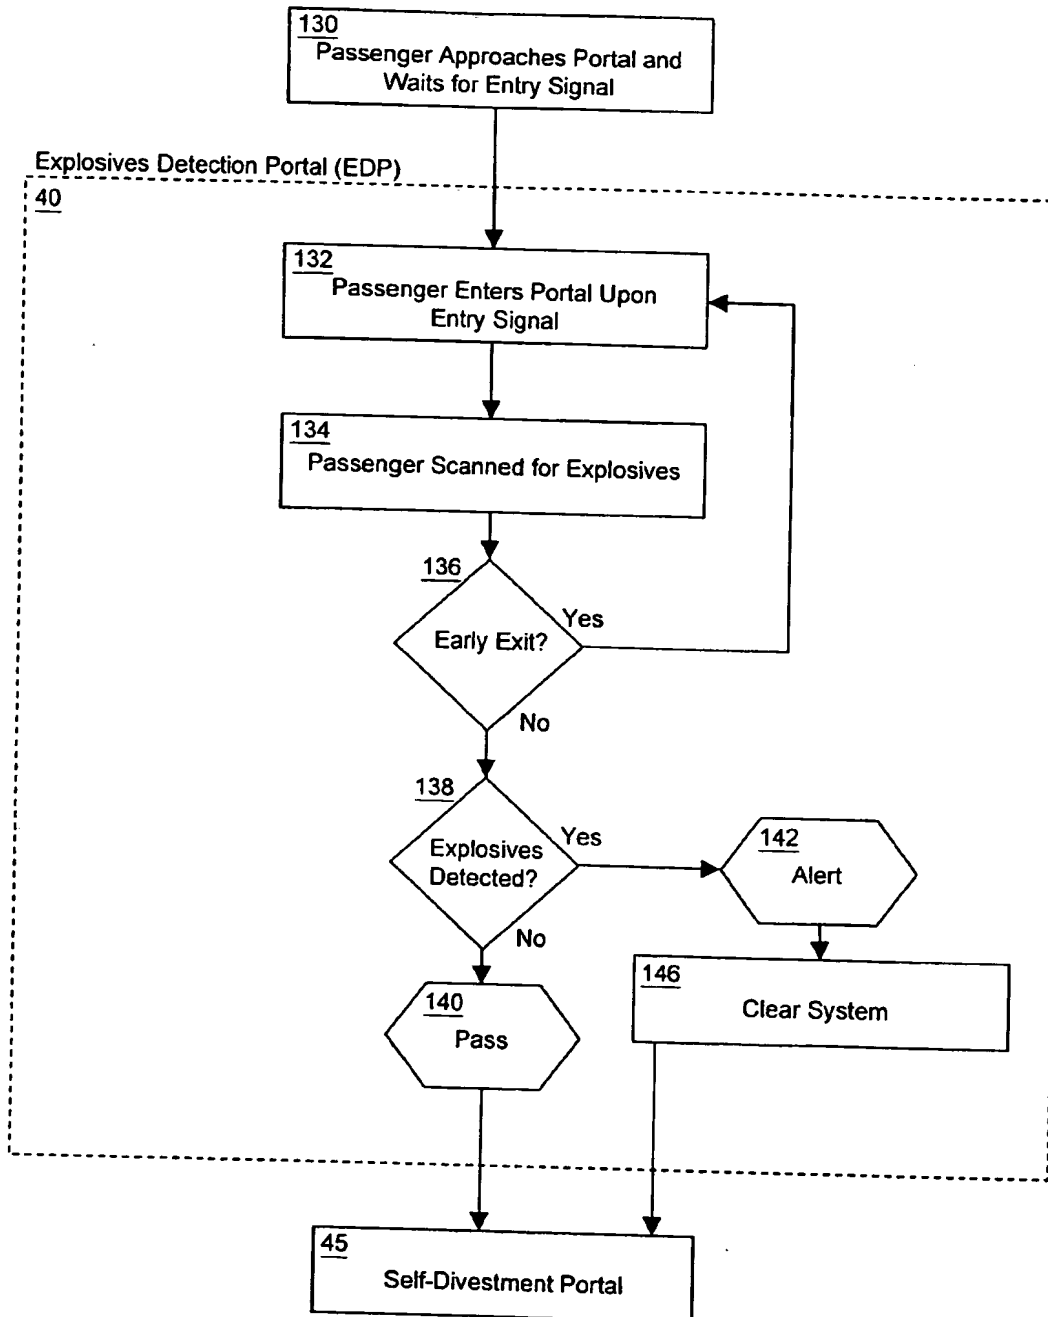 130
Passenger Approaches Portal and
Waits for Entry Signal
Explosives Detection Portal (EDP)
40
132
Passenger Enters Portal Upon
Entry Signal
134
Passenger Scanned for Explosives
136
Early Exit?
Yes
No
138
Explosives
Detected?
Yes
No
142
Alert
140
Pass
146
Clear System
45
Self-Divestment Portal